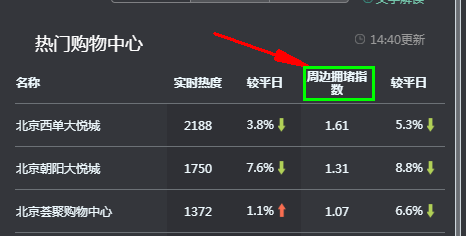 热门购物中心
14:40更新
名称 实时热度 较平日 周边拥堵指 较平日
数
北京西单大悦城 2188 3.8% 1.61 5.3%
北京朝阳大悦城 1750 7.6% 1.31 8.8%
北京荟聚购物中心 1372 1.1% 1.07 6.6%